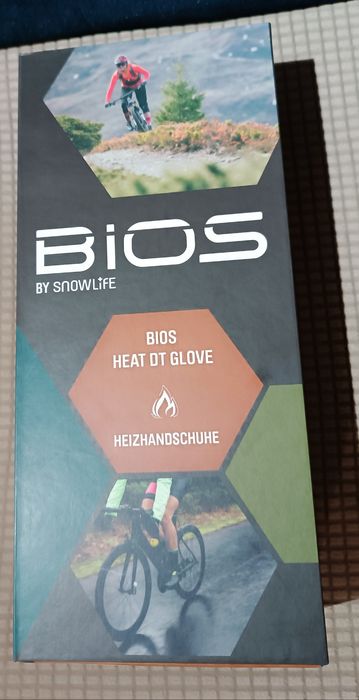 BiOS
BY SNOWLiFE
BIOS
HEAT DT GLOVE
HEIZHANDSCHUHE